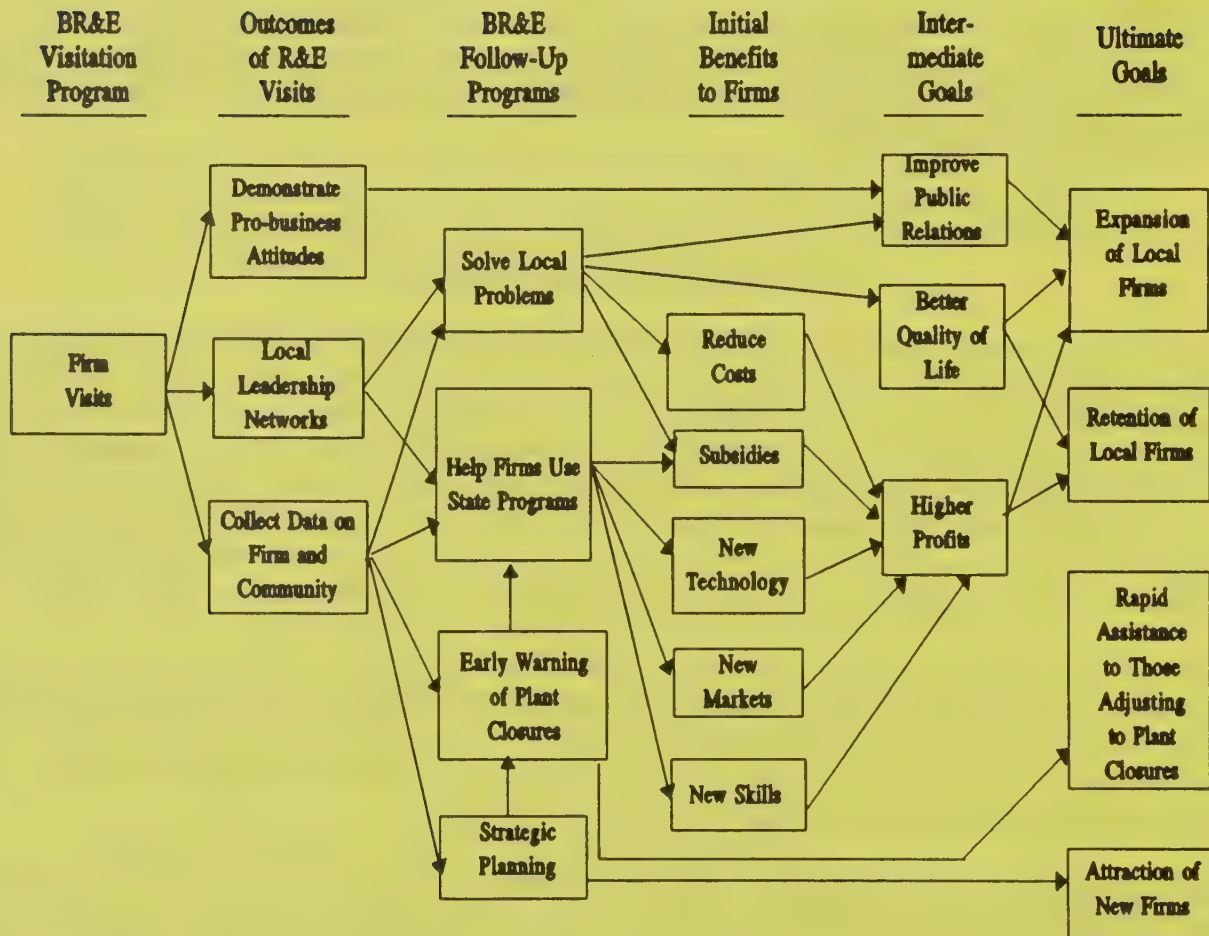 BR&E
Visitation
Program
Outcomes
of R&E
Visits
BR&E
Follow-Up
Programs
Initial
Benefits
to Firms
Inter-
mediate
Goals
Ultimate
Goals
Firm
Visits
Demonstrate
Pro-business
Attitudes
Local
Leadership
Networks
Collect Data on
Firm and
Community
Solve Local
Problems
Help Firms Use
State Programs
Early Warning
of Plant
Closures
Strategic
Planning
Reduce
Costs
Subsidies
New
Technology
New
Markets
New Skills
Improve
Public
Relations
Better
Quality of
Life
Higher
Profits
Expansion
of Local
Firms
Retention of
Local Firms
Rapid
Assistance
to Those
Adjusting
to Plant
Closures
Attraction of
New Firms